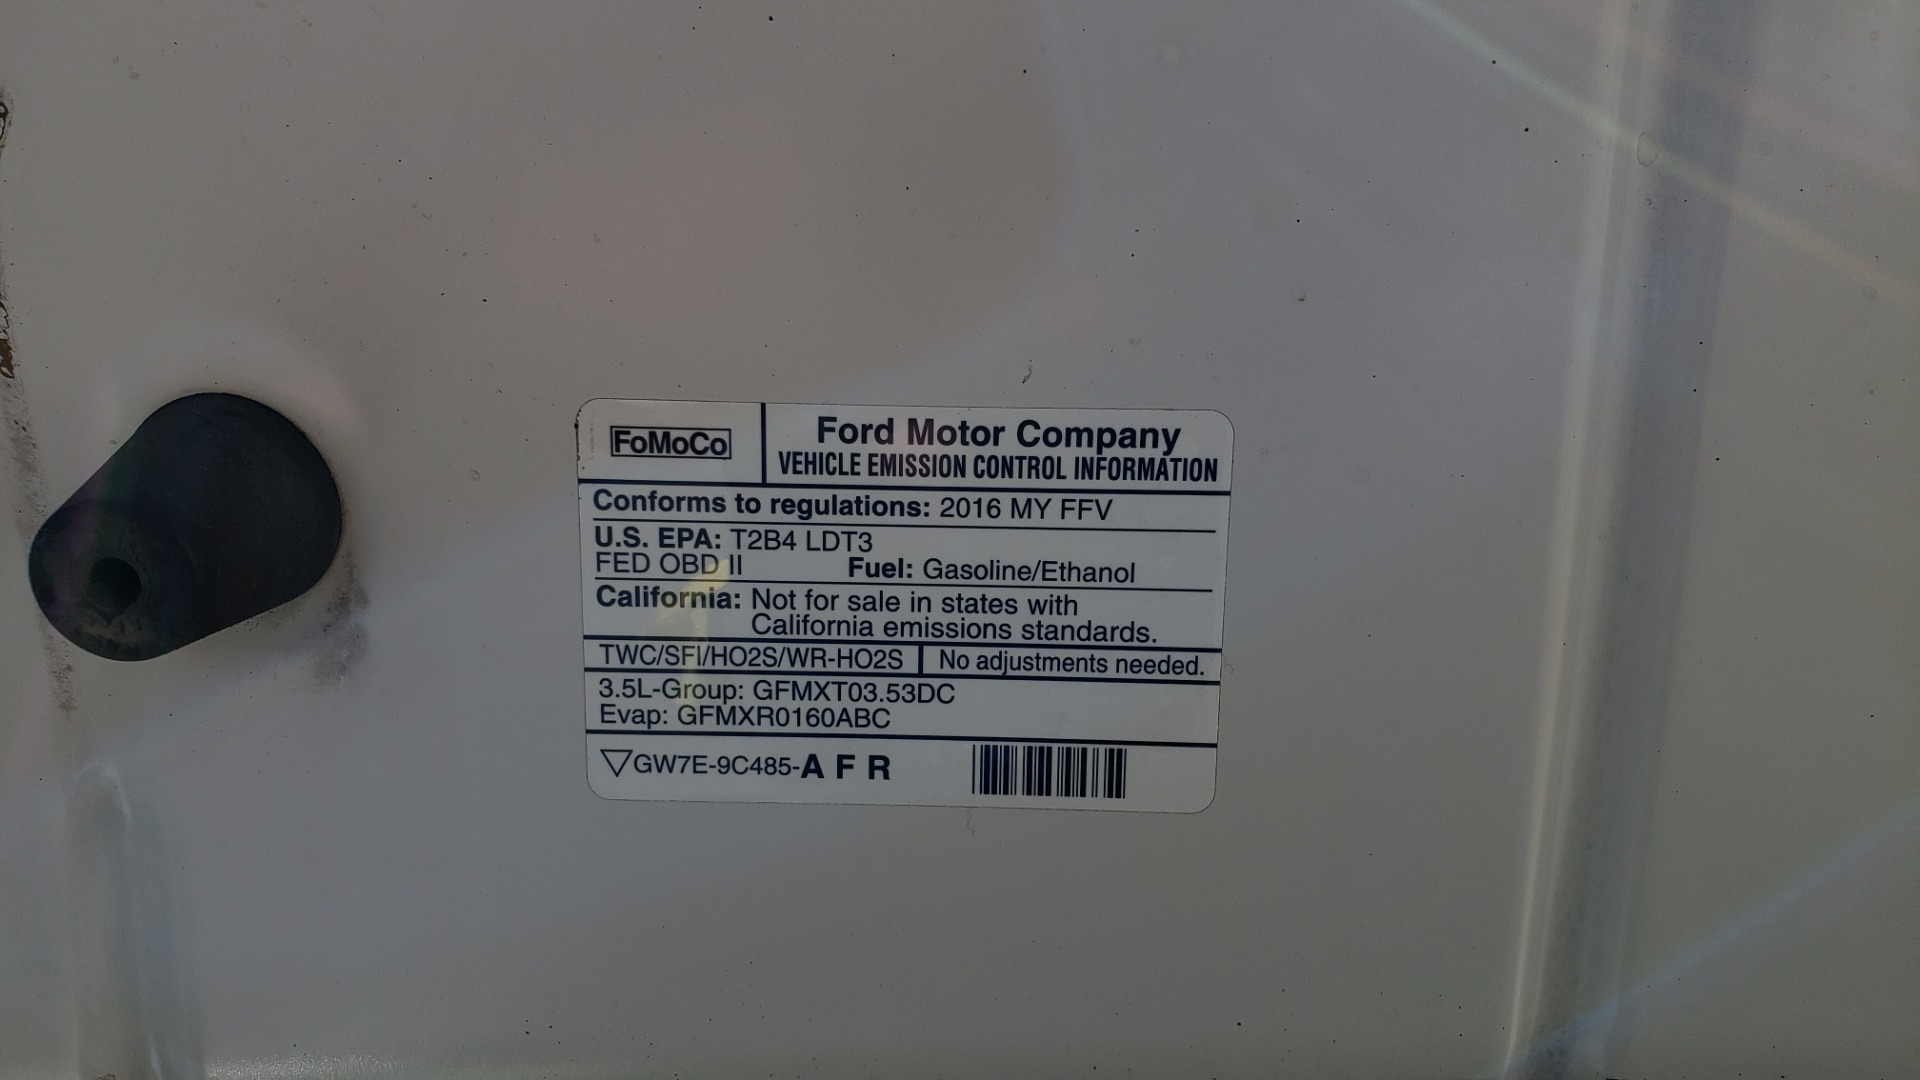 FoMoCo
Ford Motor Company
VEHICLE EMISSION CONTROL INFORMATION
Conforms to regulations: 2016 MY FFV
U.S. EPA: T2B4 LDT3
FED OBD II Fuel: Gasoline/Ethanol
California: Not for sale in states with
California emissions standards.
TWC/SFI/HO2S/WR-HO2S No adjustments needed.
3.5L-Group: GFMXT03.53DC
Evap: GFMXR0160ABC
GW7E-9C485-A F R